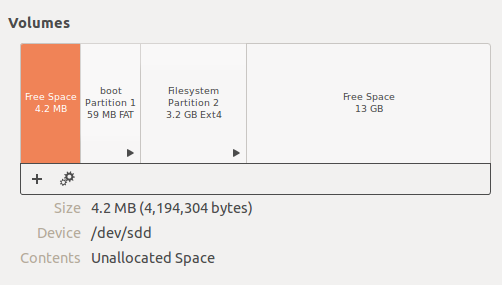 Volumes
Free Space
4.2 MB
boot
Partition 1
59 MB FAT
Filesystem
Partition 2
3.2 GB Ext4
Free Space
13 GB
Size 4.2 MB (4,194,304 bytes)
Device /dev/sdd
Contents Unallocated Space